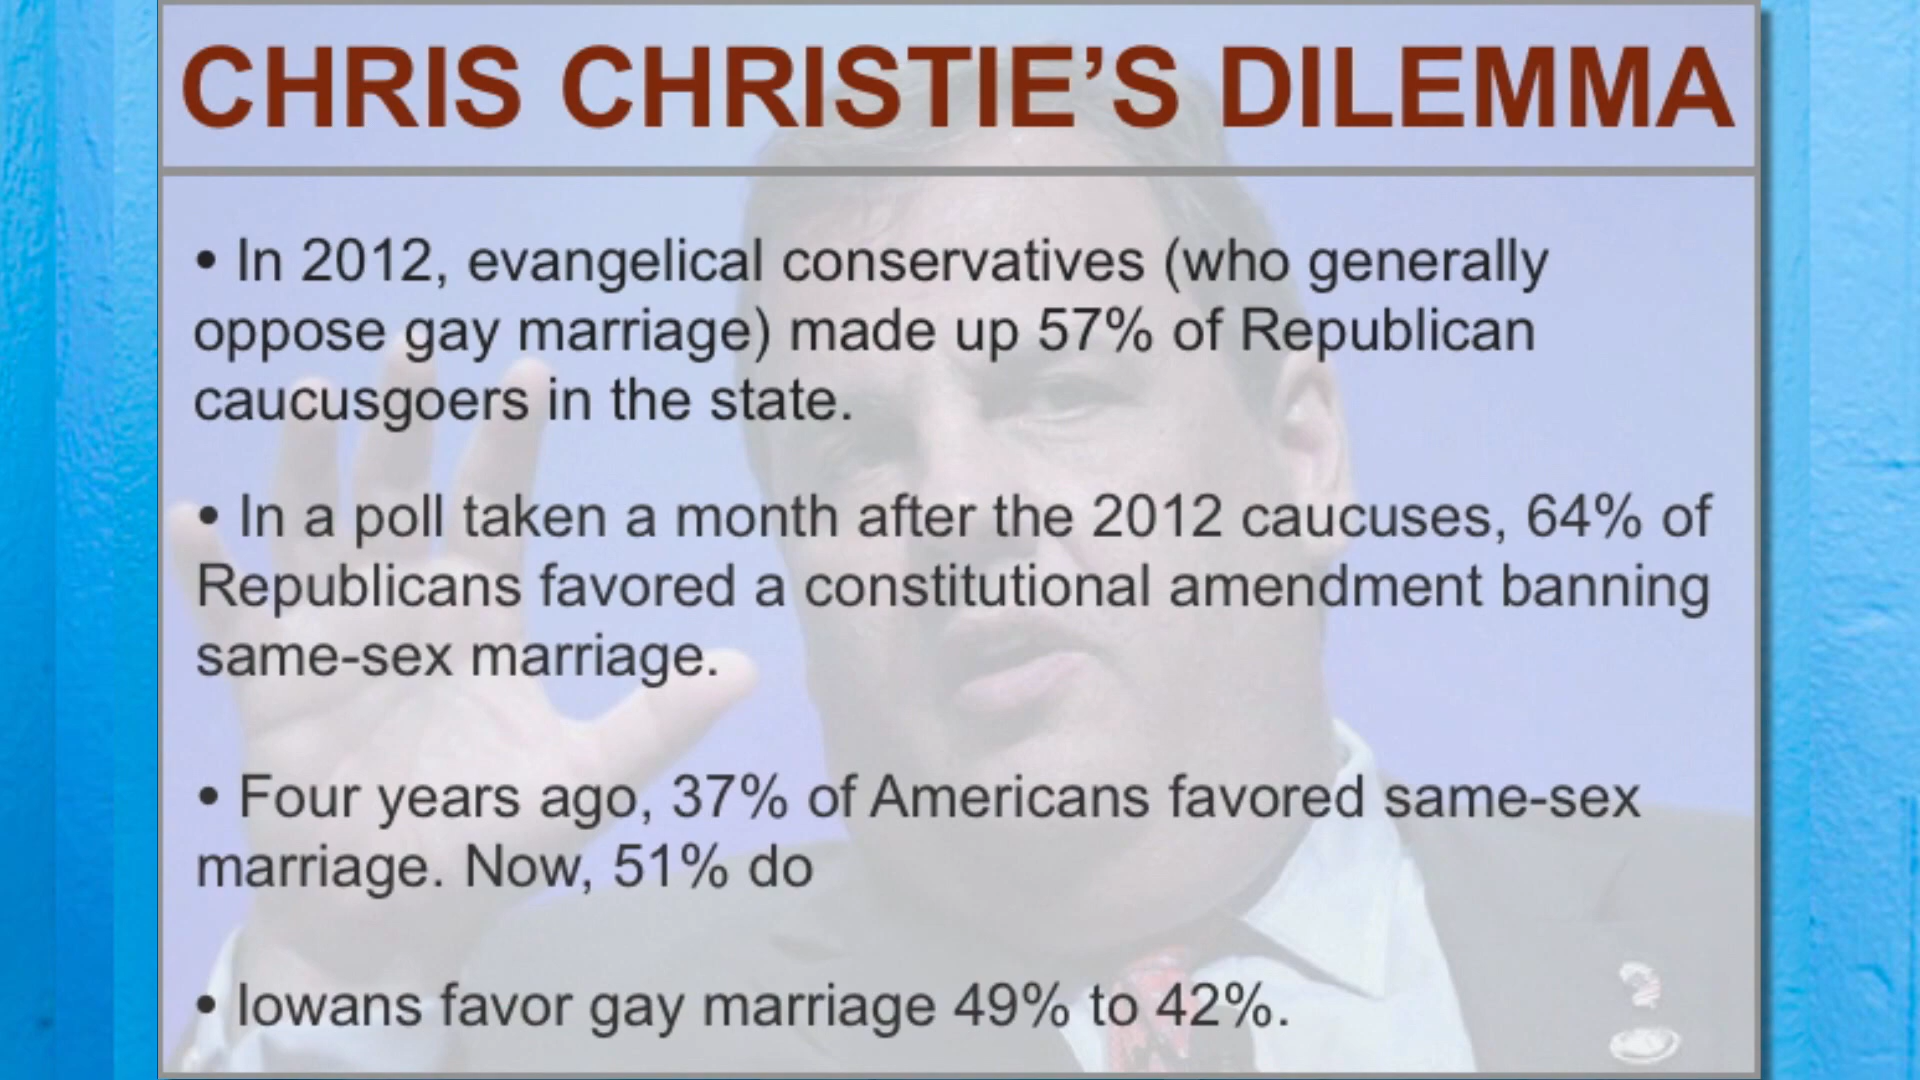 CHRIS CHRISTIE’S DILEMMA
• In 2012, evangelical conservatives (who generally
oppose gay marriage) made up 57% of Republican
caucusgoers in the state.
• In a poll taken a month after the 2012 caucuses, 64% of
Republicans favored a constitutional amendment banning
same-sex marriage.
• Four years ago, 37% of Americans favored same-sex
marriage. Now, 51% do
• Iowans favor gay marriage 49% to 42%.